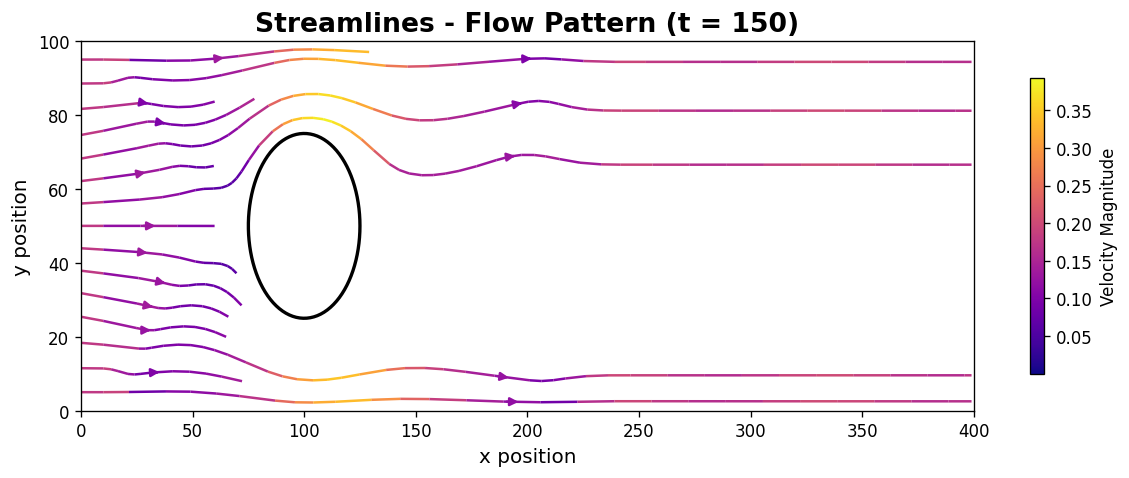 Streamlines - Flow Pattern (t = 150)
100
80
60
40
20
0
y position
0 50 100 150 200 250 300 350 400
x position
0.35
0.30
0.25
0.20
0.15
0.10
0.05
Velocity Magnitude